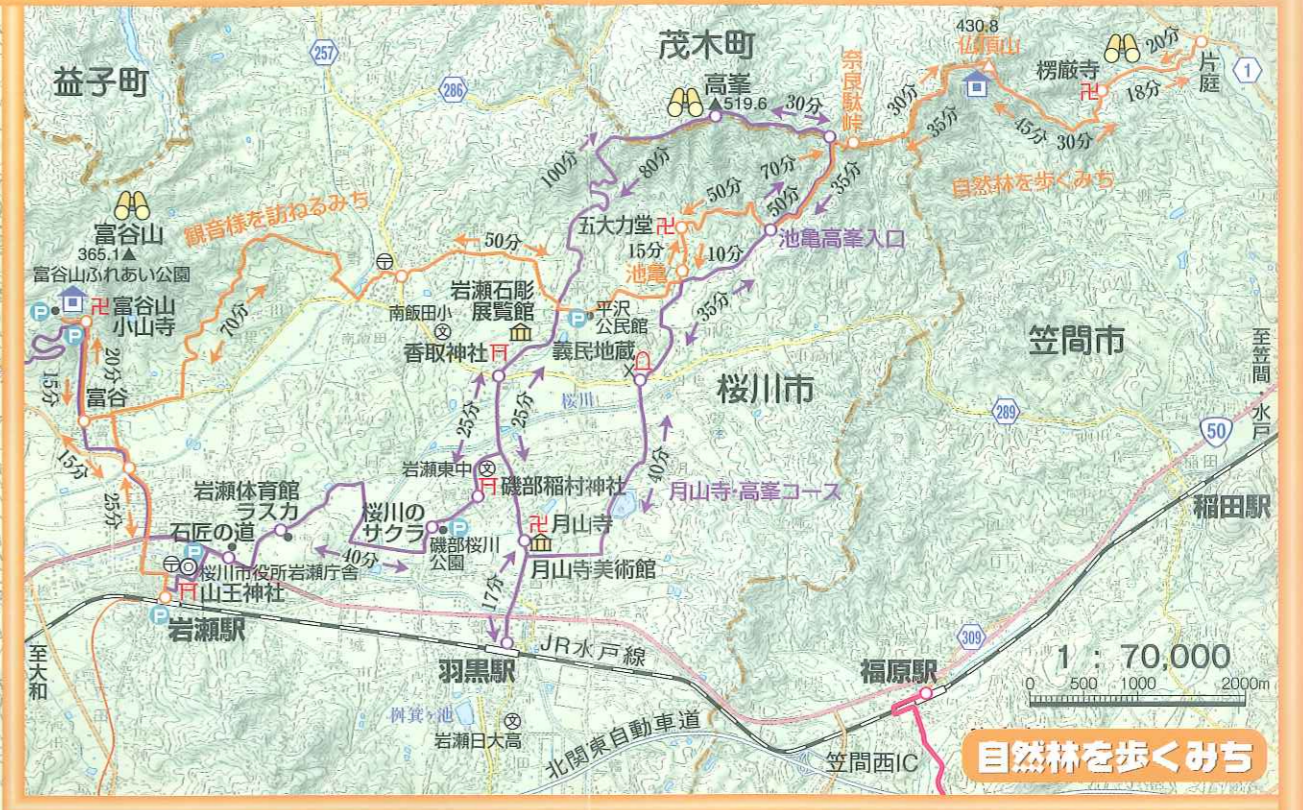 益子町
257
286
茂木町
高峯
519.6
30分
奈良駄峠
430.8
仏頂山
30分
35分
45分
30分
楞厳寺
20分
18分
片庭
1
自然林を歩くみち
100分
80分
70分
50分
50分
35分
五大力堂
15分
10分
池亀
池亀高峯入口
35分
富谷山
365.1
富谷山ふれあい公園
P
P
富谷山
小山寺
観音様を訪ねるみち
50分
70分
20分
15分
富谷
15分
25分
南飯田小
文
岩瀬石彫
展覧館
P
平沢
公民館
香取神社
義民地蔵
桜川
桜川市
笠間市
289
至笠間
水戸
50
稲田
稲田駅
25分
25分
40分
岩瀬東中
文
磯部稲村神社
月山寺・高峯コース
岩瀬体育館
ラスカ
石匠の道
桜川の
サクラ
P
磯部桜川
公園
月山寺
月山寺美術館
40分
17分
P
桜川市役所岩瀬庁舎
山王神社
P
岩瀬駅
至大和
羽黒駅
JR水戸線
福原駅
309
1 : 70,000
0 500 1000 2000m
文
岩瀬日大高
北関東自動車道
笠間西IC
自然林を歩くみち